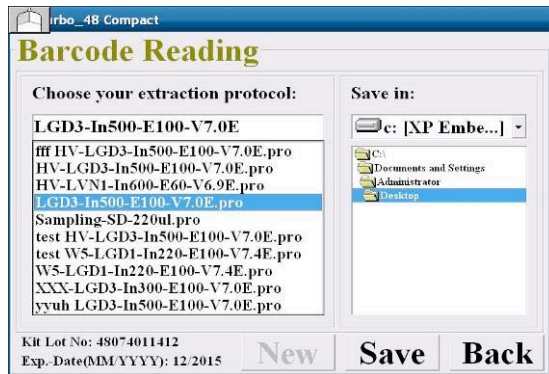 rbo_48 Compact
Barcode Reading
Choose your extraction protocol:
LGD3-In500-E100-V7.0E
fff HV-LGD3-In500-E100-V7.0E.pro
HV-LGD3-In500-E100-V7.0E.pro
HV-LVN1-In600-E60-V6.9E.pro
LGD3-In500-E100-V7.0E.pro
Sampling-SD-220ul.pro
test HV-LGD3-In500-E100-V7.0E.pro
test W5-LGD1-In220-E100-V7.4E.pro
W5-LGD1-In220-E100-V7.4E.pro
XXX-LGD3-In300-E100-V7.0E.pro
yyuh LGD3-In500-E100-V7.0E.pro
Save in:
c: [XP Embe...]
C:\
Documents and Settings
Administrator
Desktop
Kit Lot No: 48074011412
Exp.-Date(MM/YYYY): 12/2015
New
Save
Back